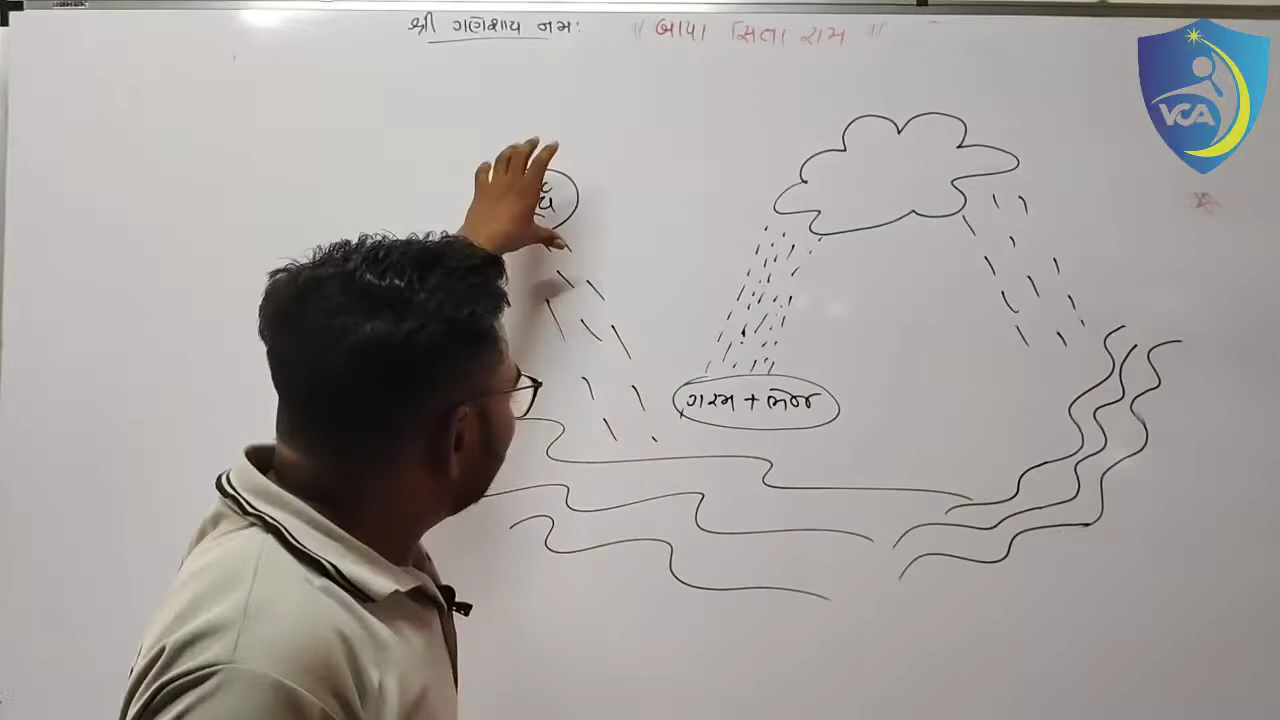 શ્રી ગણેશાય નમઃ
|| બાપા સિતા રામ ||
VCA
ગરમ + ભેજ